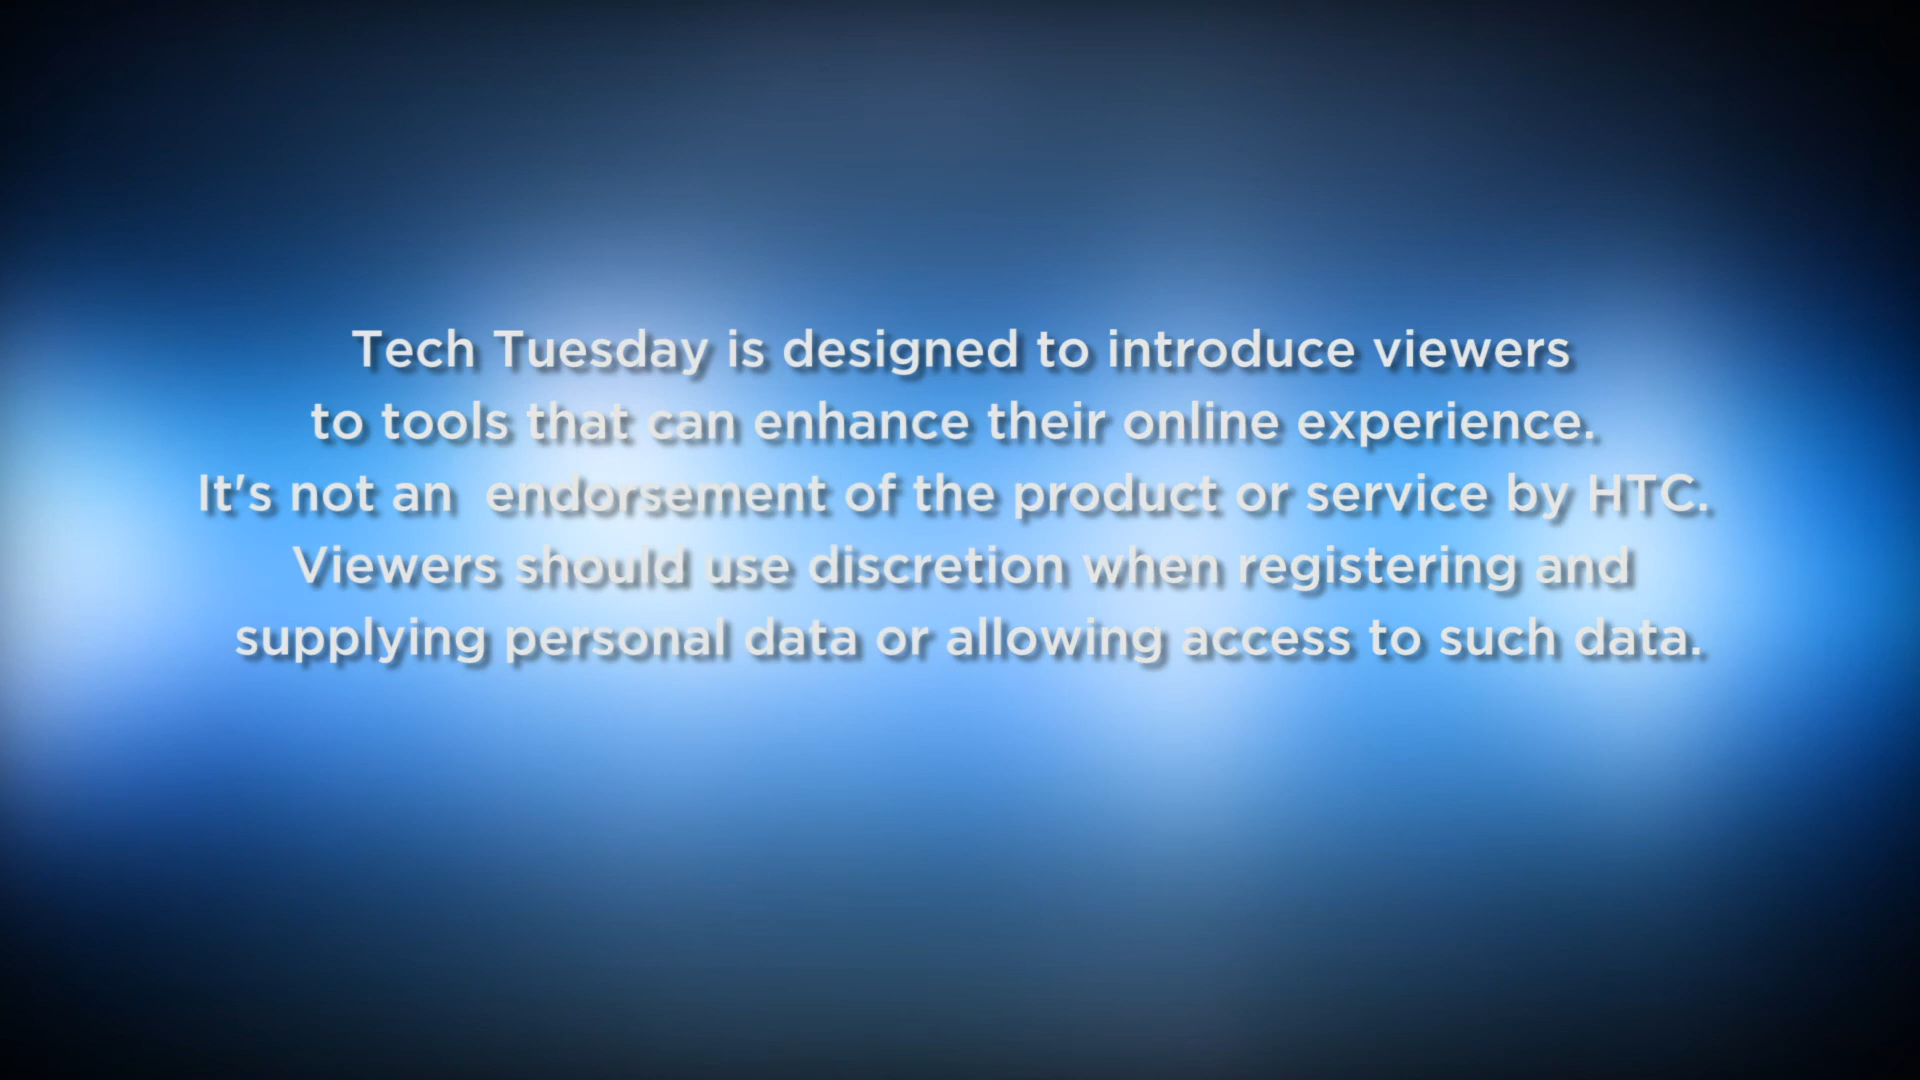 Tech Tuesday is designed to introduce viewers
to tools that can enhance their online experience.
It's not an  endorsement of the product or service by HTC.
Viewers should use discretion when registering and
supplying personal data or allowing access to such data.